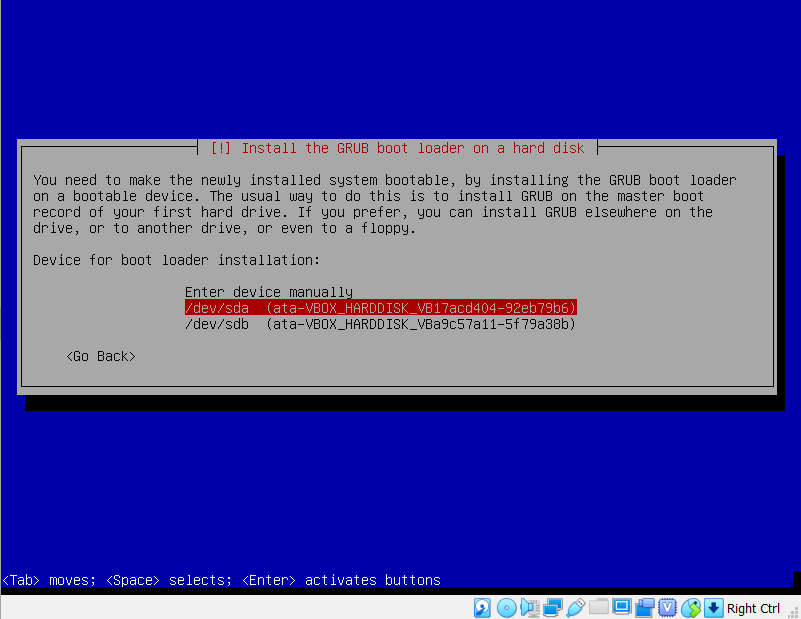 [!] Install the GRUB boot loader on a hard disk
You need to make the newly installed system bootable, by installing the GRUB boot loader
on a bootable device. The usual way to do this is to install GRUB on the master boot
record of your first hard drive. If you prefer, you can install GRUB elsewhere on the
drive, or to another drive, or even to a floppy.
Device for boot loader installation:
Enter device manually
/dev/sda (ata-VBOX_HARDDISK_VB17acd404-92eb79b6)
/dev/sdb (ata-VBOX_HARDDISK_VBa9c57a11-5f79a38b)
<Go Back>
<Tab> moves; <Space> selects; <Enter> activates buttons
V
Right Ctrl